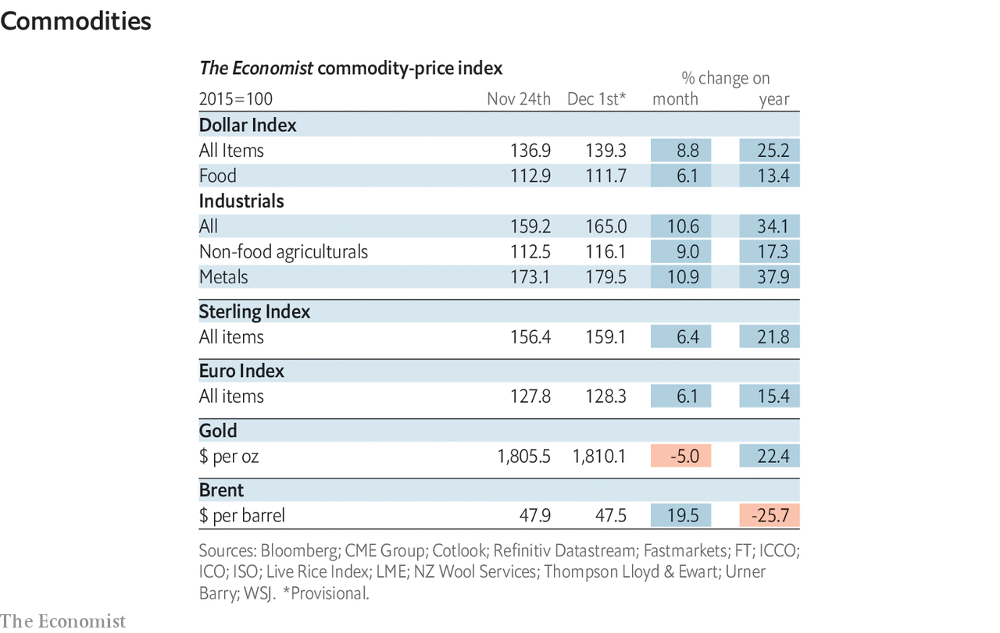 Commodities
The Economist commodity-price index
% change on
2015=100 Nov 24th Dec 1st* month year
Dollar Index
All Items 136.9 139.3 8.8 25.2
Food 112.9 111.7 6.1 13.4
Industrials
All 159.2 165.0 10.6 34.1
Non-food agriculturals 112.5 116.1 9.0 17.3
Metals 173.1 179.5 10.9 37.9
Sterling Index
All items 156.4 159.1 6.4 21.8
Euro Index
All items 127.8 128.3 6.1 15.4
Gold
$ per oz 1,805.5 1,810.1 -5.0 22.4
Brent
$ per barrel 47.9 47.5 19.5 -25.7
Sources: Bloomberg; CME Group; Cotlook; Refinitiv Datastream; Fastmarkets; FT; ICCO;
ICO; ISO; Live Rice Index; LME; NZ Wool Services; Thompson Lloyd & Ewart; Urner
Barry; WSJ. *Provisional.
The Economist